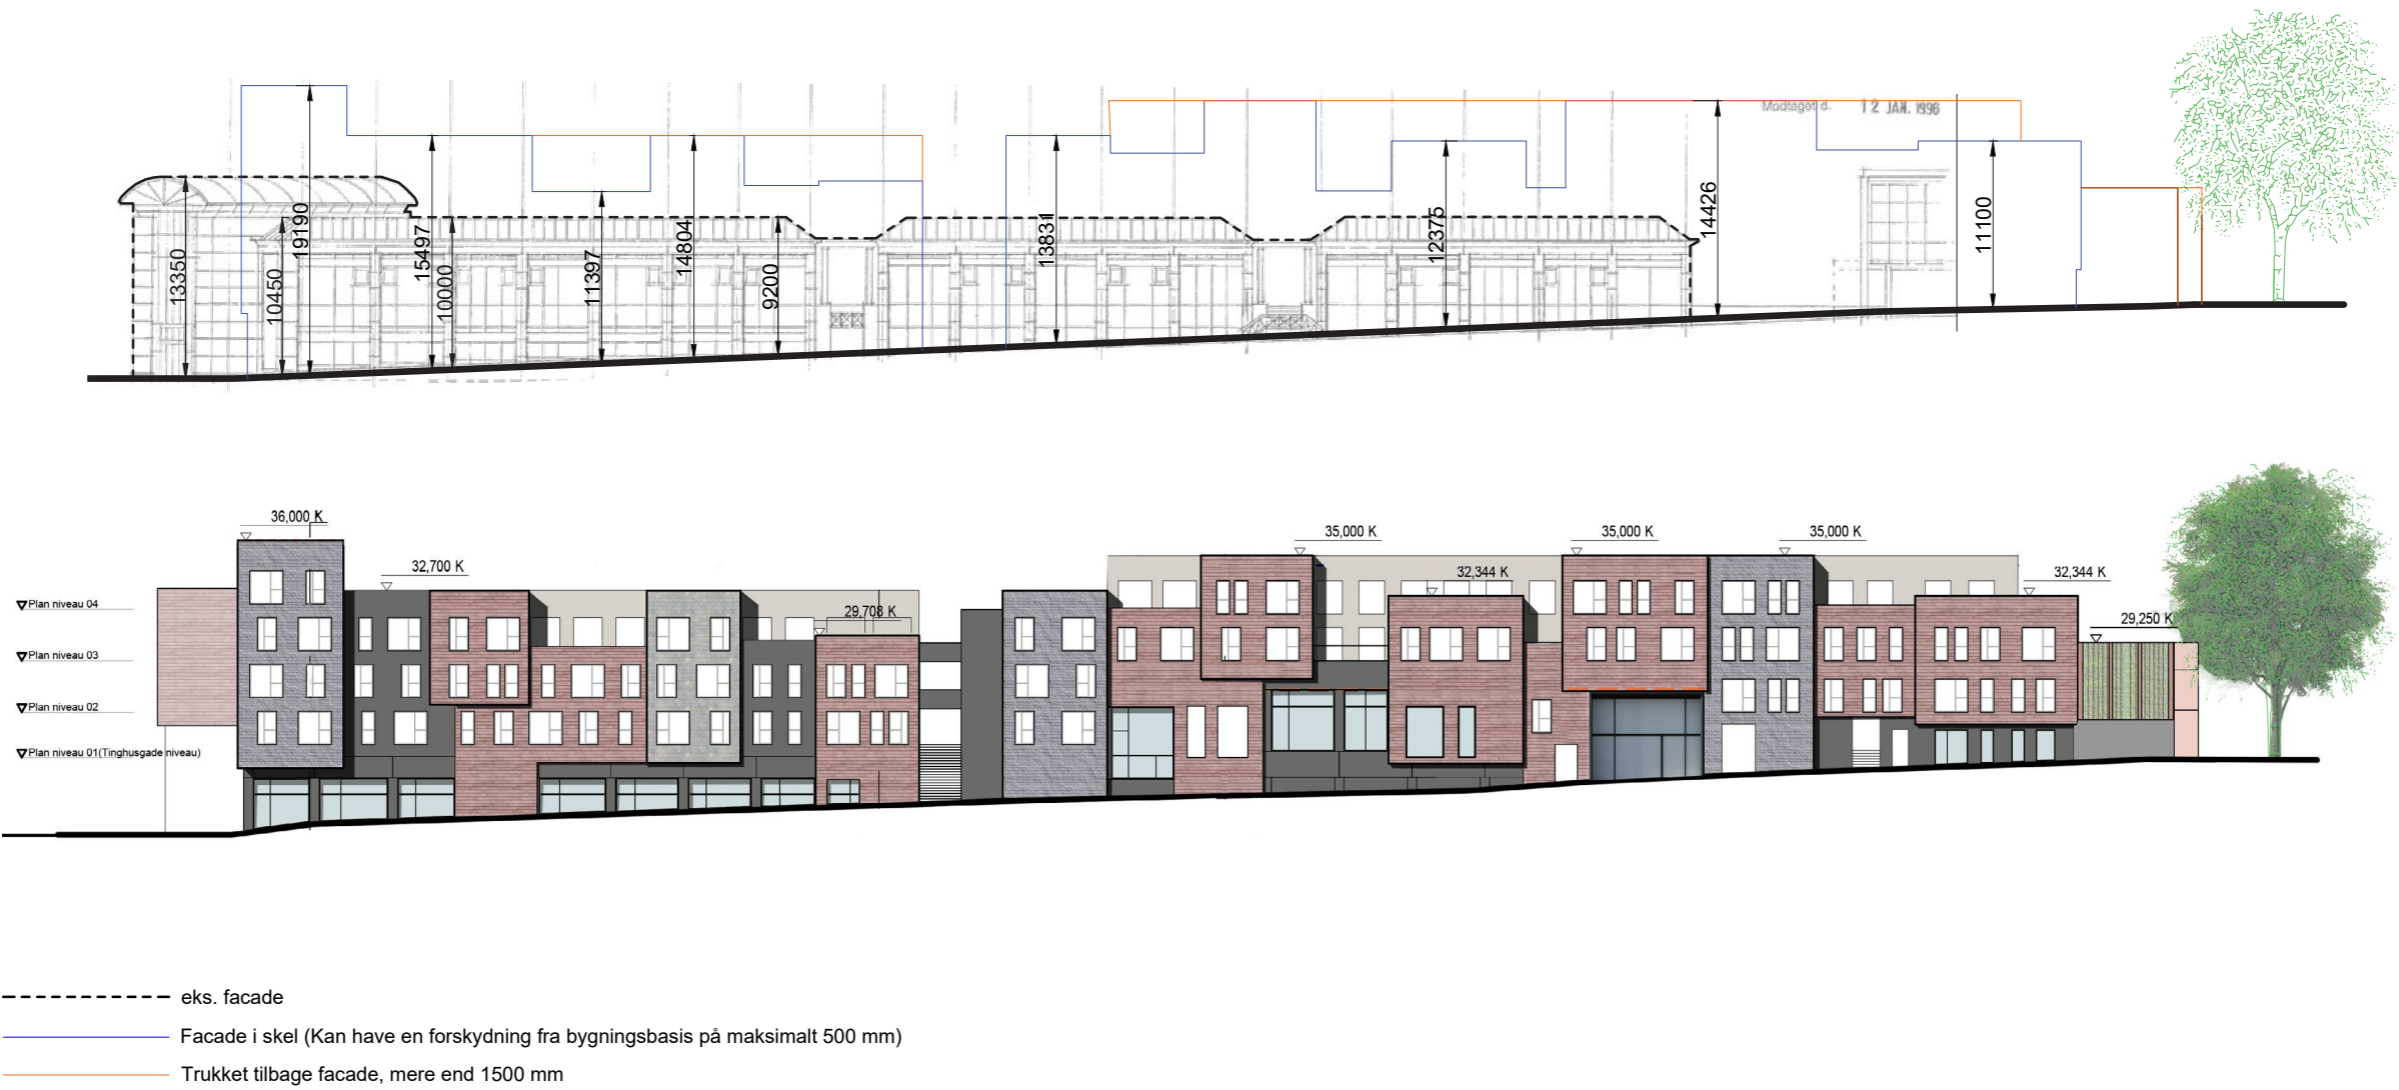 Modtaget d. 12 JAN. 1996
13350
10450
19190
15497
10000
11397
14804
9200
13831
12375
14426
11100
36,000 K
32,700 K
29,708 K
35,000 K
32,344 K
35,000 K
35,000 K
32,344 K
29,250 K
Plan niveau 04
Plan niveau 03
Plan niveau 02
Plan niveau 01(Tinghusgade niveau)
eks. facade
Facade i skel (Kan have en forskydning fra bygningsbasis på maksimalt 500 mm)
Trukket tilbage facade, mere end 1500 mm